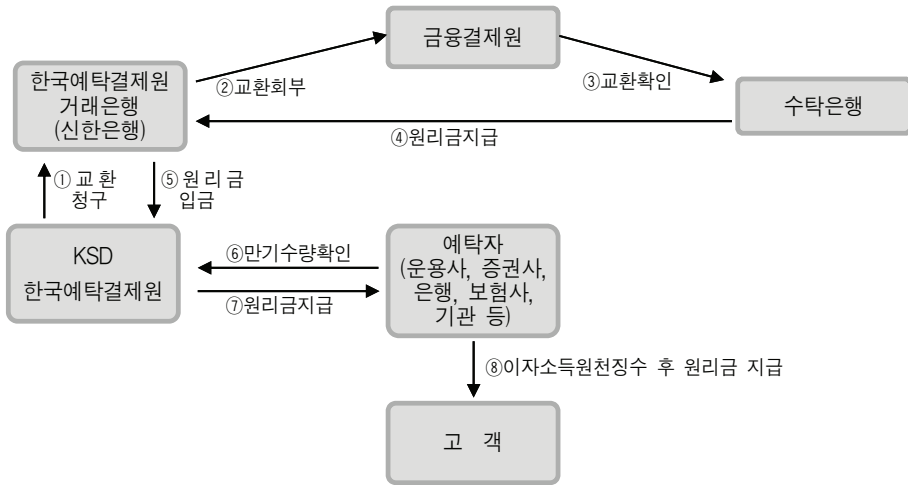 금융결제원
한국예탁결제원
거래은행
(신한은행)
②교환회부
③교환확인
수탁은행
④원리금지급
①교 환
청구
⑤원 리 금
입금
KSD
한국예탁결제원
⑥만기수량확인
⑦원리금지급
예탁자
(운용사, 증권사,
은행, 보험사,
기관 등)
⑧이자소득원천징수 후 원리금 지급
고 객